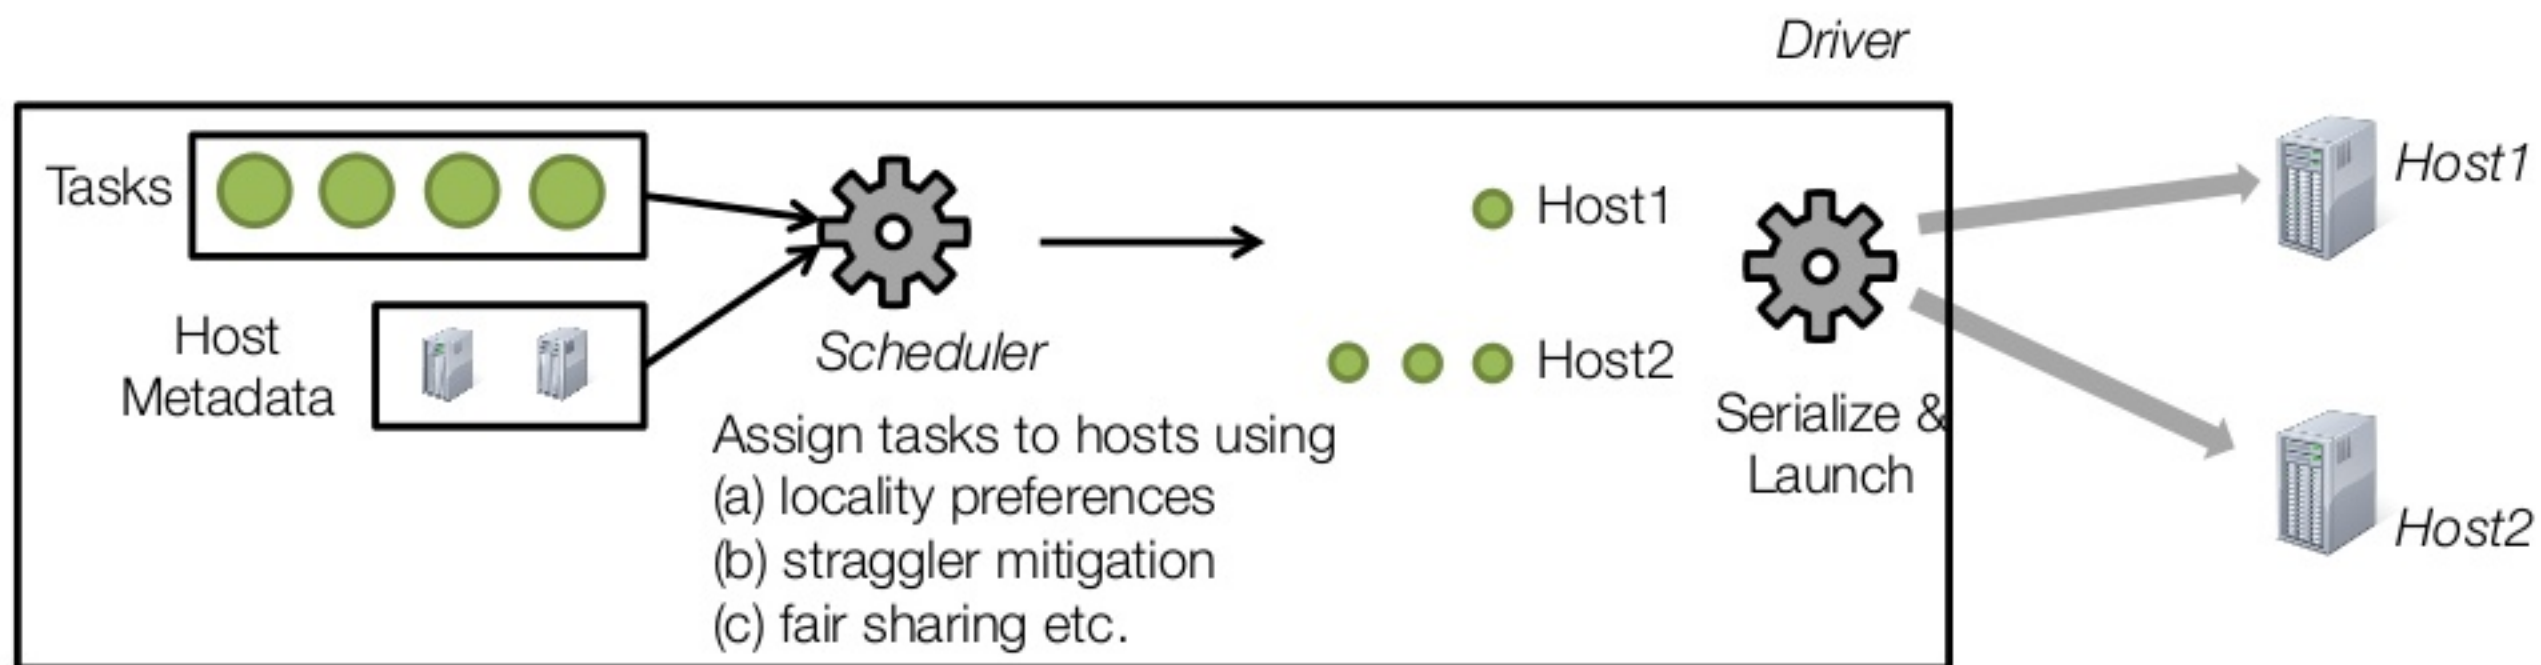 Driver
Tasks
Host
Metadata
Scheduler
Assign tasks to hosts using
(a) locality preferences
(b) straggler mitigation
(c) fair sharing etc.
Host1
Host2
Serialize &
Launch
Host1
Host2